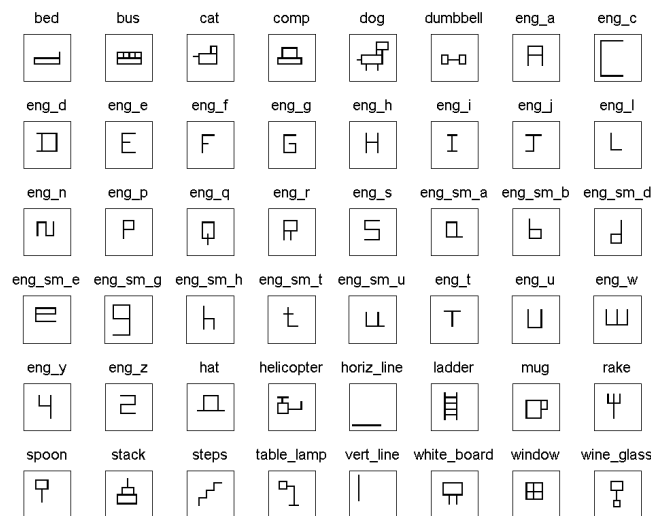 bed bus cat comp dog dumbbell eng_a eng_c
eng_d eng_e eng_f eng_g eng_h eng_i eng_j eng_l
eng_n eng_p eng_q eng_r eng_s eng_sm_a eng_sm_b eng_sm_d
eng_sm_e eng_sm_g eng_sm_h eng_sm_t eng_sm_u eng_t eng_u eng_w
eng_y eng_z hat helicopter horiz_line ladder mug rake
spoon stack steps table_lamp vert_line white_board window wine_glass